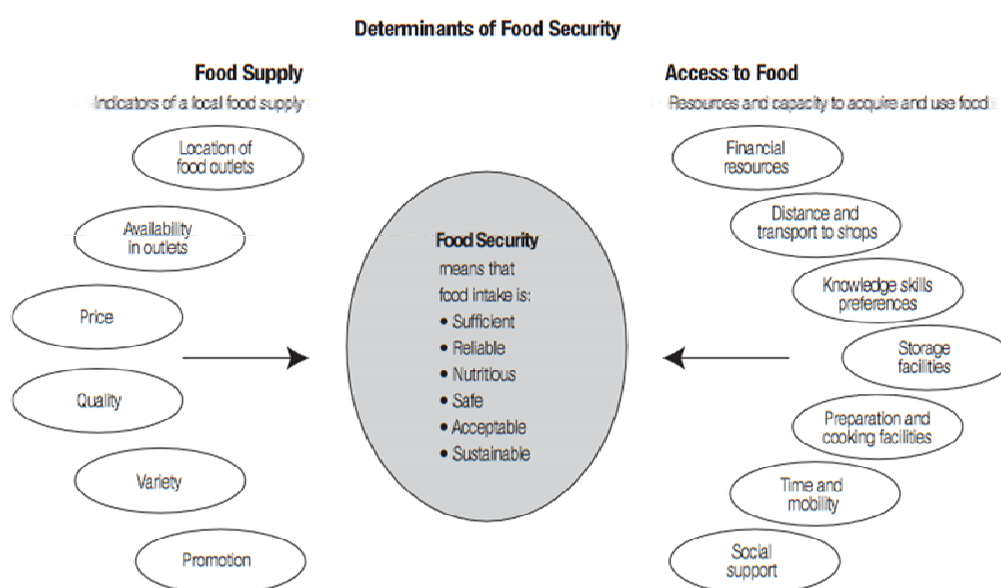 Determinants of Food Security
Food Supply
Indicators of a local food supply
Location of
food outlets
Availability
in outlets
Price
Quality
Variety
Promotion
Food Security
means that
food intake is:
• Sufficient
• Reliable
• Nutritious
• Safe
• Acceptable
• Sustainable
Access to Food
Resources and capacity to acquire and use food
Financial
resources
Distance and
transport to shops
Knowledge skills
preferences
Storage
facilities
Preparation and
cooking facilities
Time and
mobility
Social
support